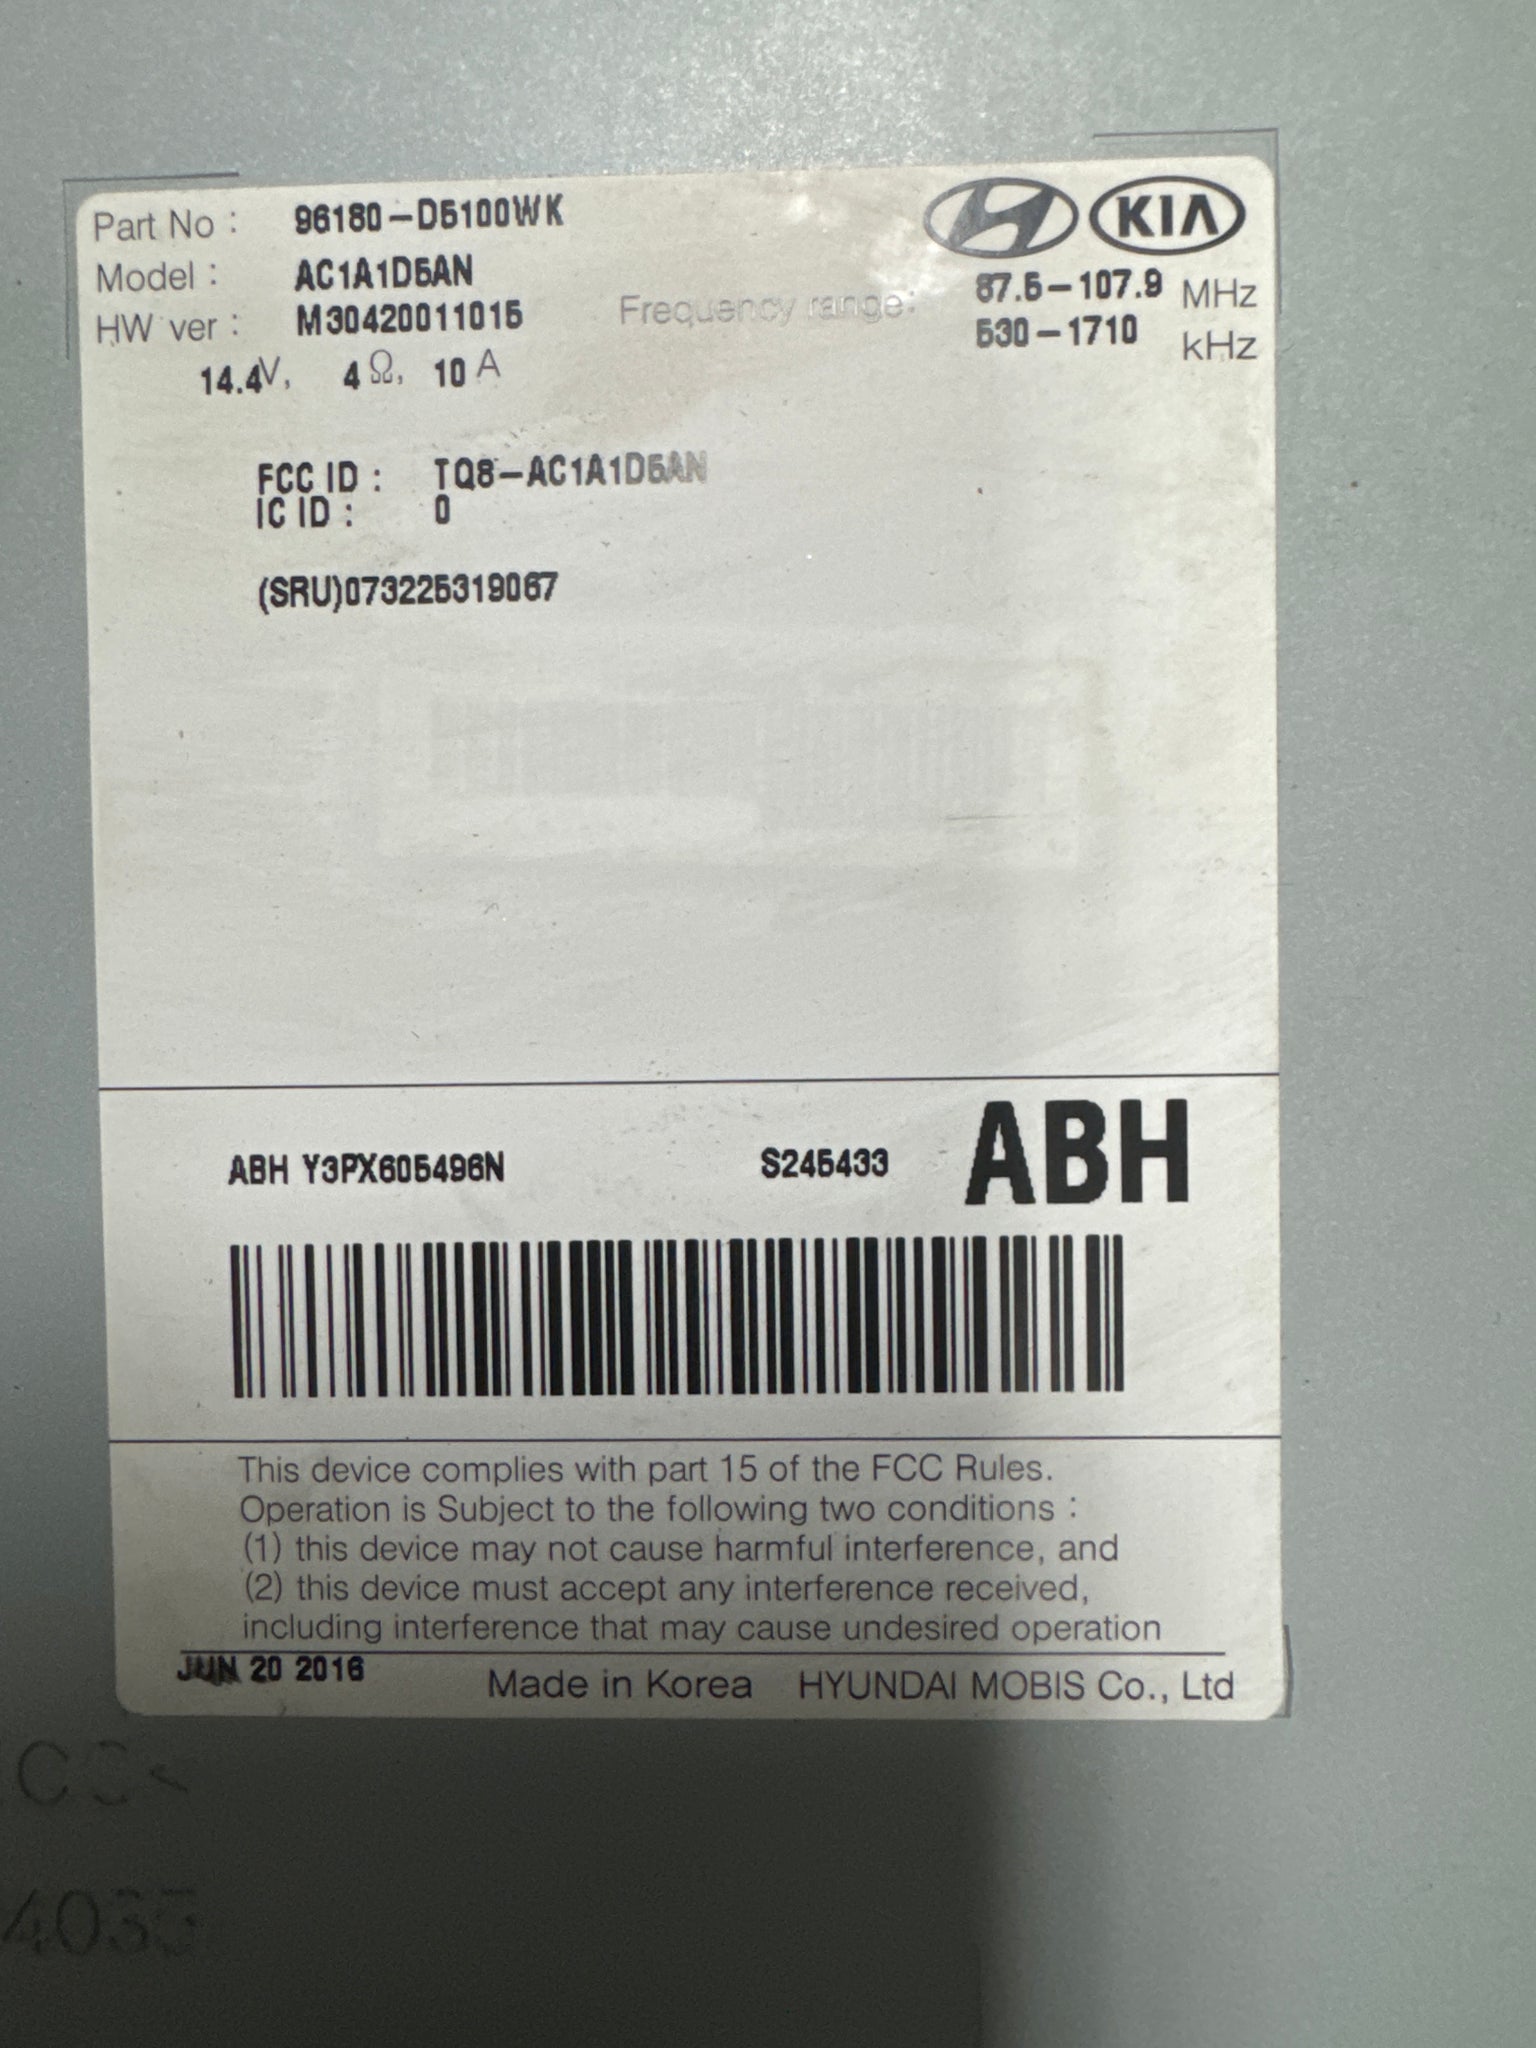 Part No : 96180-D5100WK
KIA
Model : AC1A1D5AN
HW ver : M30420011015
Frequency range: 87.5-107.9 MHz
530-1710 kHz
14.4V, 4Ω, 10 A
FCC ID : TQ8-AC1A1D5AN
IC ID : 0
(SRU)073225319067
ABH Y3PX605496N S245433 ABH
This device complies with part 15 of the FCC Rules.
Operation is Subject to the following two conditions :
(1) this device may not cause harmful interference, and
(2) this device must accept any interference received,
including interference that may cause undesired operation
JUN 20 2016 Made in Korea HYUNDAI MOBIS Co., Ltd